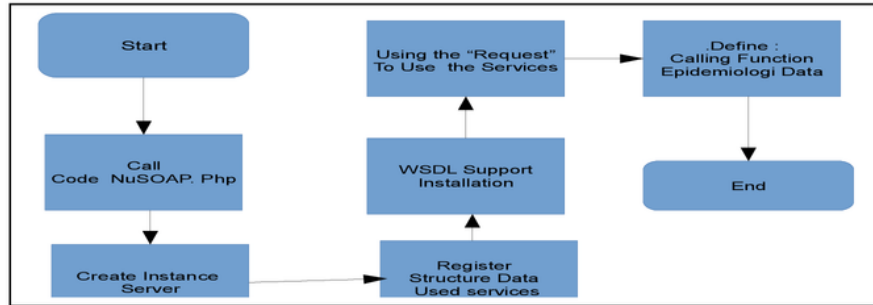 Start
Call
Code NuSOAP. Php
Create Instance
Server
Register
Structure Data
Used services
WSDL Support
Installation
Using the “Request”
To Use the Services
.Define :
Calling Function
Epidemiologi Data
End